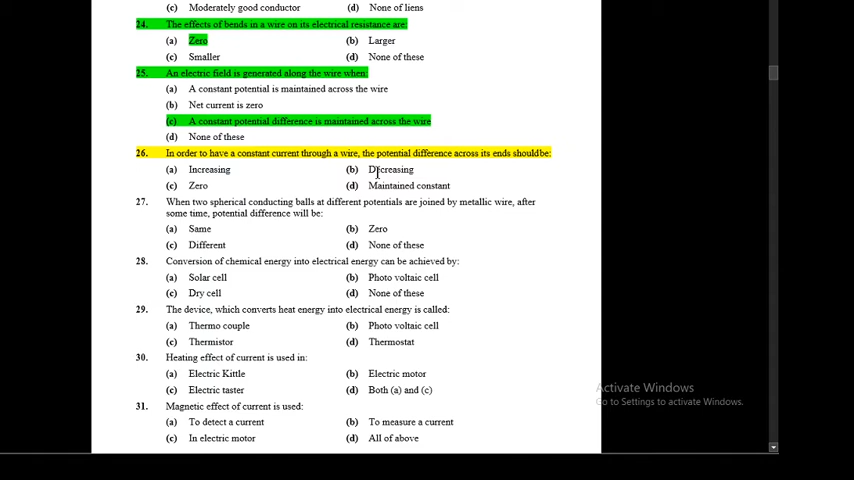 (c) Moderately good conductor (d) None of liens
24. The effects of bends in a wire on its electrical resistance are:
(a) Zero (b) Larger
(c) Smaller (d) None of these
25. An electric field is generated along the wire when:
(a) A constant potential is maintained across the wire
(b) Net current is zero
(c) A constant potential difference is maintained across the wire
(d) None of these
26. In order to have a constant current through a wire, the potential difference across its ends shouldbe:
(a) Increasing (b) Decreasing
(c) Zero (d) Maintained constant
27. When two spherical conducting balls at different potentials are joined by metallic wire, after
some time, potential difference will be:
(a) Same (b) Zero
(c) Different (d) None of these
28. Conversion of chemical energy into electrical energy can be achieved by:
(a) Solar cell (b) Photo voltaic cell
(c) Dry cell (d) None of these
29. The device, which converts heat energy into electrical energy is called:
(a) Thermo couple (b) Photo voltaic cell
(c) Thermistor (d) Thermostat
30. Heating effect of current is used in:
(a) Electric Kittle (b) Electric motor
(c) Electric taster (d) Both (a) and (c)
31. Magnetic effect of current is used:
(a) To detect a current (b) To measure a current
(c) In electric motor (d) All of above
Activate Windows
Go to Settings to activate Windows.